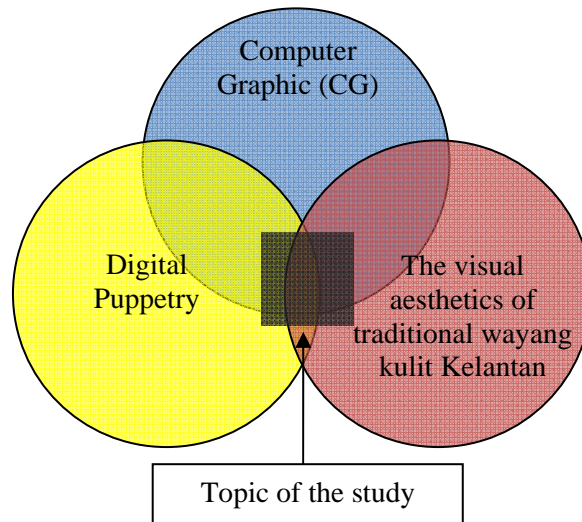 Computer
Graphic (CG)
Digital
Puppetry
The visual
aesthetics of
traditional wayang
kulit Kelantan
Topic of the study